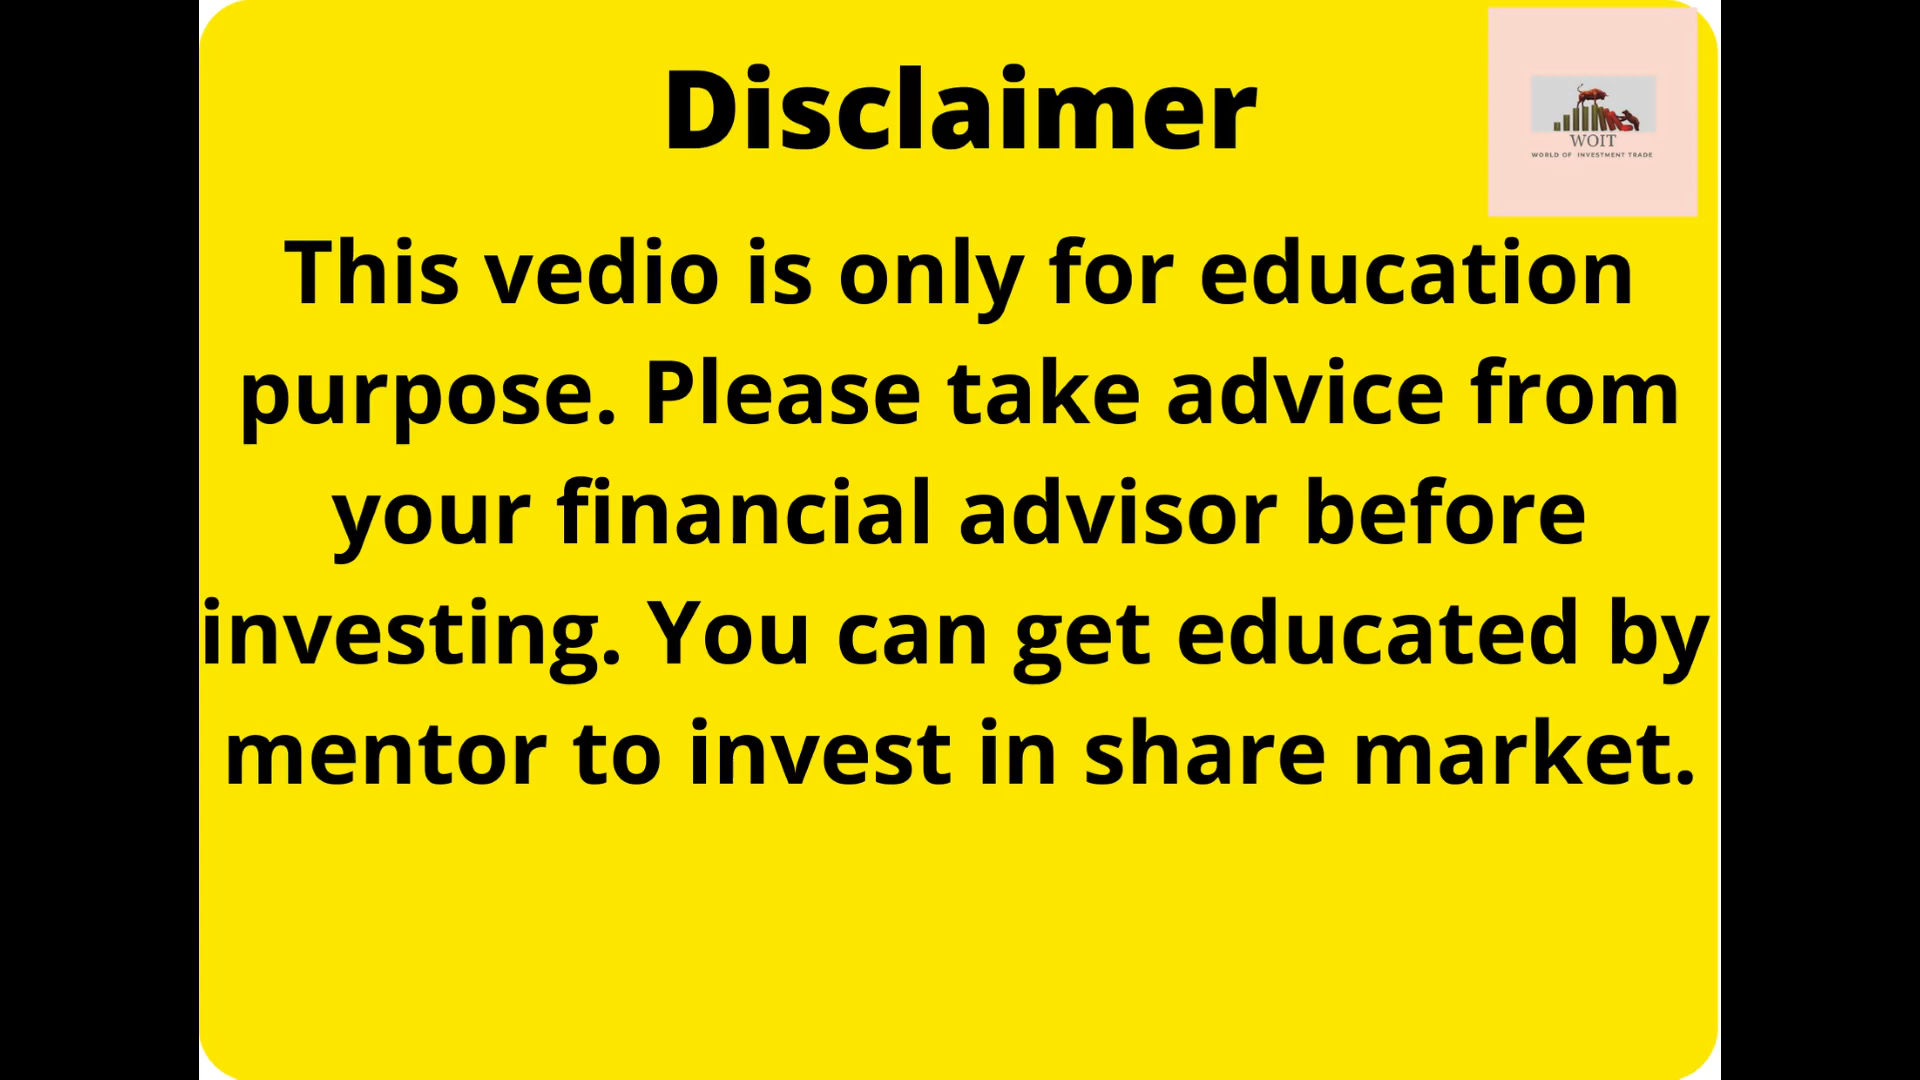 Disclaimer
WOIT
WORLD OF INVESTMENT TRADE
This vedio is only for education
purpose. Please take advice from
your financial advisor before
investing. You can get educated by
mentor to invest in share market.